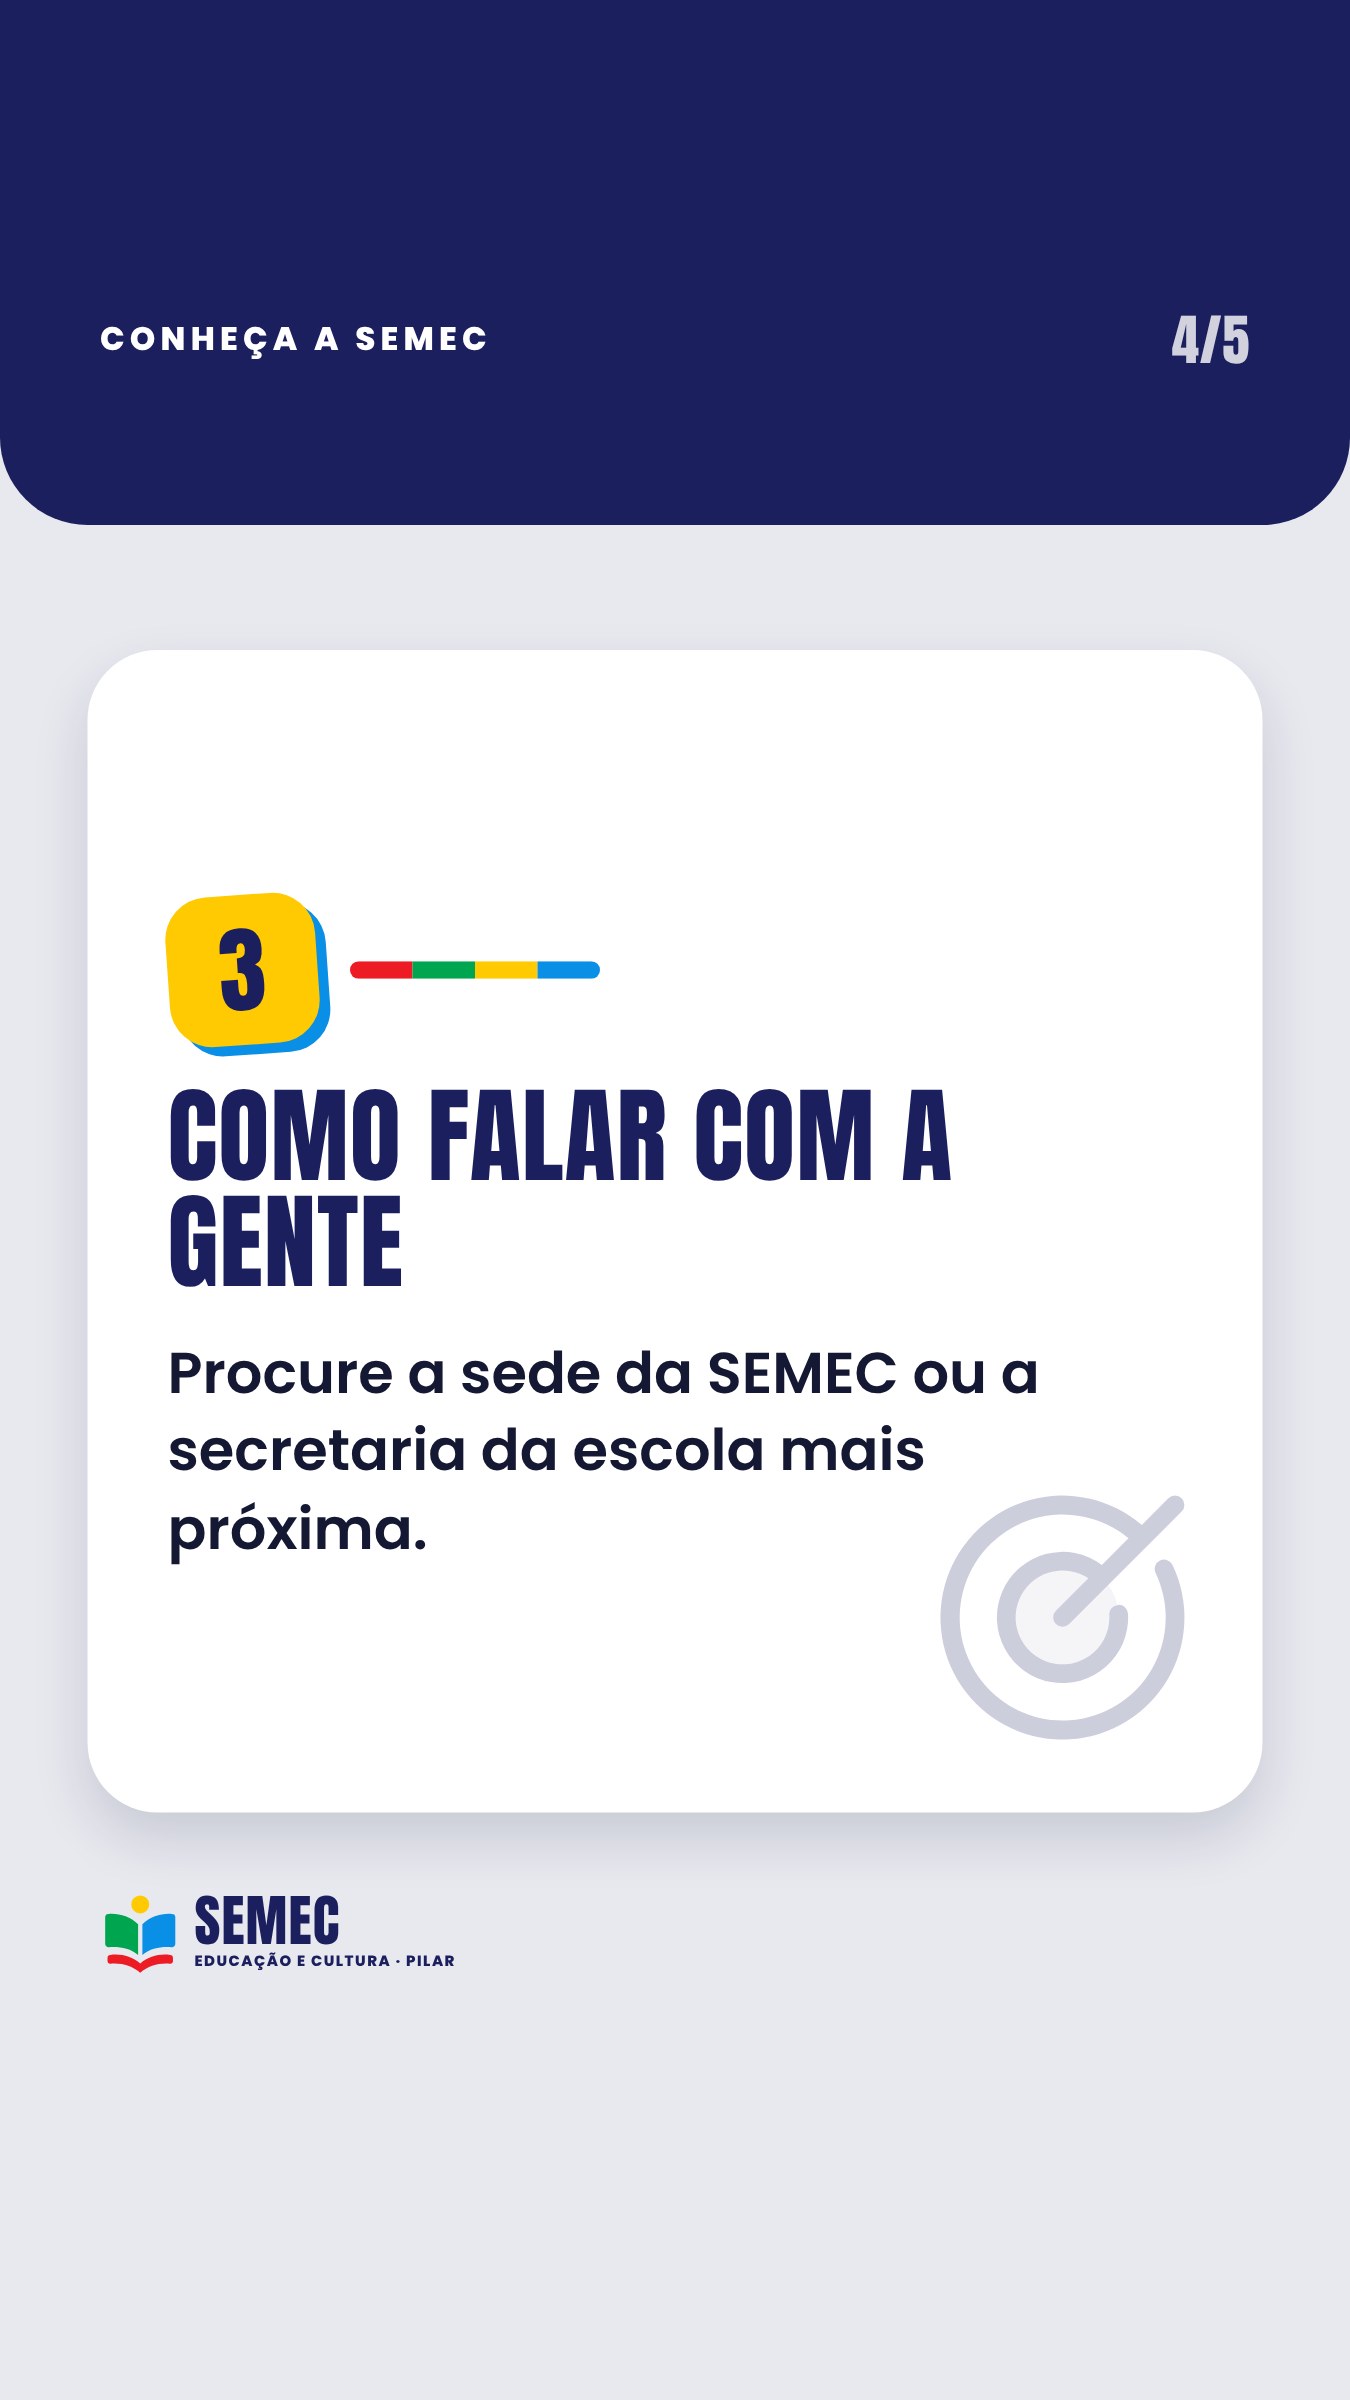 CONHEÇA A SEMEC
4/5
3
COMO FALAR COM A
GENTE
Procure a sede da SEMEC ou a
secretaria da escola mais
próxima.
SEMEC
EDUCAÇÃO E CULTURA · PILAR